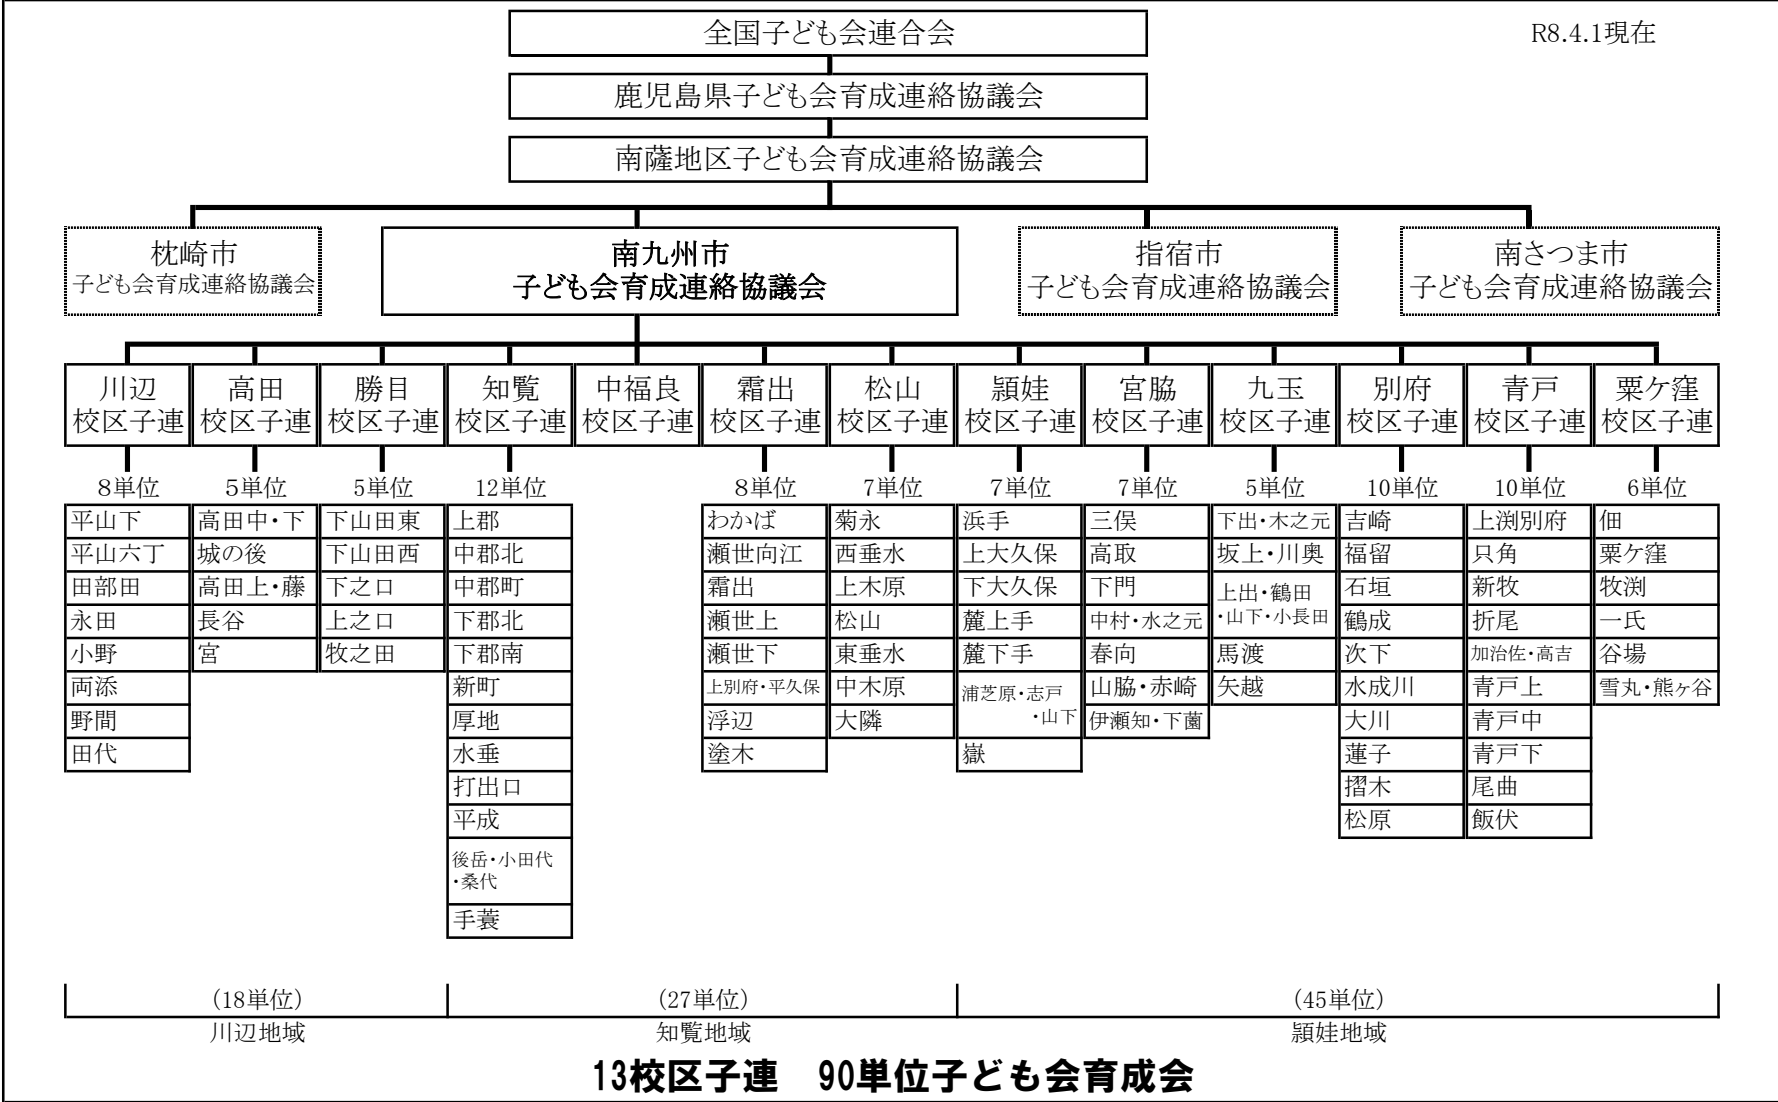 全国子ども会連合会
R8.4.1現在
鹿児島県子ども会育成連絡協議会
南薩地区子ども会育成連絡協議会
枕崎市
子ども会育成連絡協議会
南九州市
子ども会育成連絡協議会
指宿市
子ども会育成連絡協議会
南さつま市
子ども会育成連絡協議会
川辺
校区子連
8単位
平山下
平山六丁
田部田
永田
小野
両添
野間
田代
高田
校区子連
5単位
高田中・下
城の後
高田上・藤
長谷
宮
勝目
校区子連
5単位
下山田東
下山田西
下之口
上之口
牧之田
知覧
校区子連
12単位
上郡
中郡北
中郡町
下郡北
下郡南
新町
厚地
水垂
打出口
平成
後岳・小田代
・桑代
手蓑
中福良
校区子連
霜出
校区子連
8単位
わかば
瀬世向江
霜出
瀬世上
瀬世下
上別府・平久保
浮辺
塗木
松山
校区子連
7単位
菊永
西垂水
上木原
松山
東垂水
中木原
大隣
頴娃
校区子連
7単位
浜手
上大久保
下大久保
麓上手
麓下手
浦芝原・志戸
・山下
嶽
宮脇
校区子連
7単位
三俣
高取
下門
中村・水之元
春向
山脇・赤崎
伊瀬知・下薗
九玉
校区子連
5単位
下出・木之元
坂上・川奥
上出・鶴田
・山下・小長田
馬渡
矢越
別府
校区子連
10単位
吉崎
福留
石垣
鶴成
次下
水成川
大川
蓮子
摺木
松原
青戸
校区子連
10単位
上渕別府
只角
新牧
折尾
加治佐・高吉
青戸上
青戸中
青戸下
尾曲
飯伏
粟ケ窪
校区子連
6単位
佃
粟ケ窪
牧渕
一氏
谷場
雪丸・熊ヶ谷
(18単位)
川辺地域
(27単位)
知覧地域
(45単位)
頴娃地域
13校区子連　90単位子ども会育成会